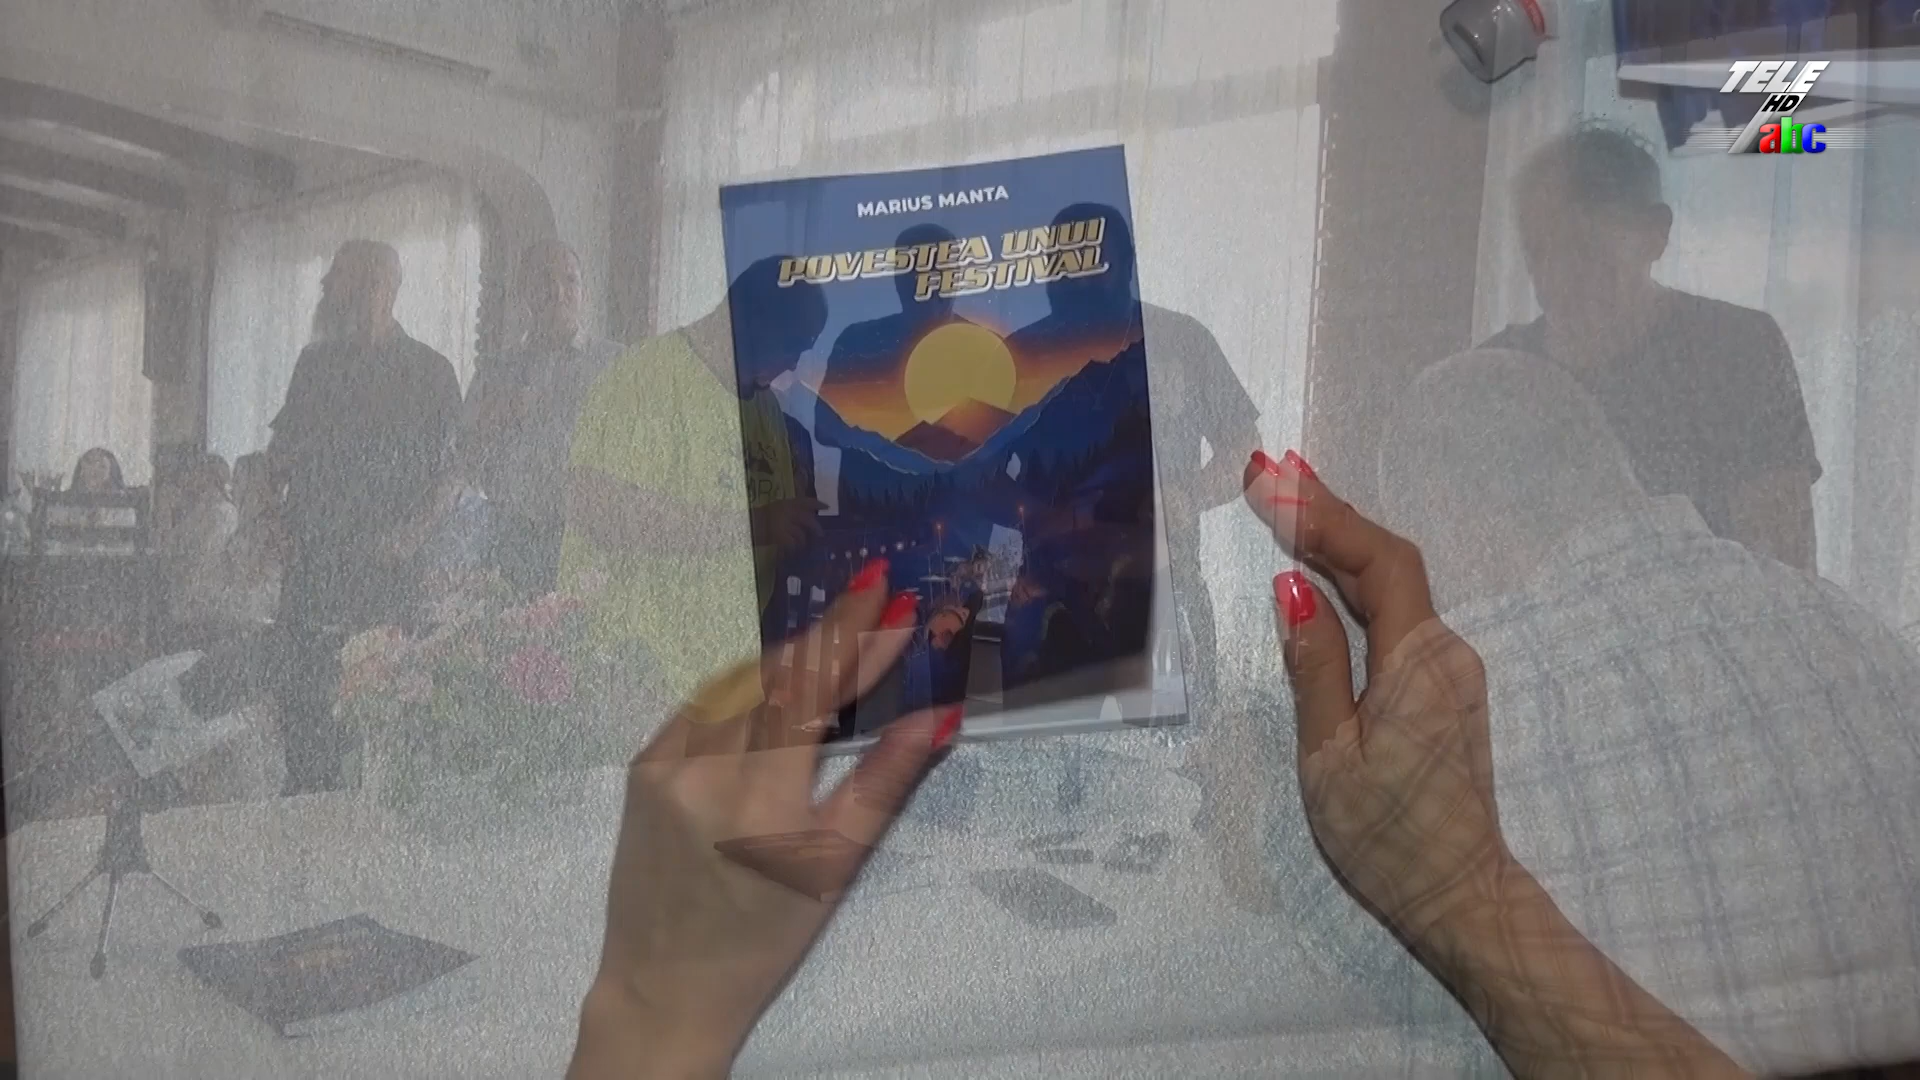 TELE
HD
abc
MARIUS MANTA
POVESTEA UNUI
FESTIVAL